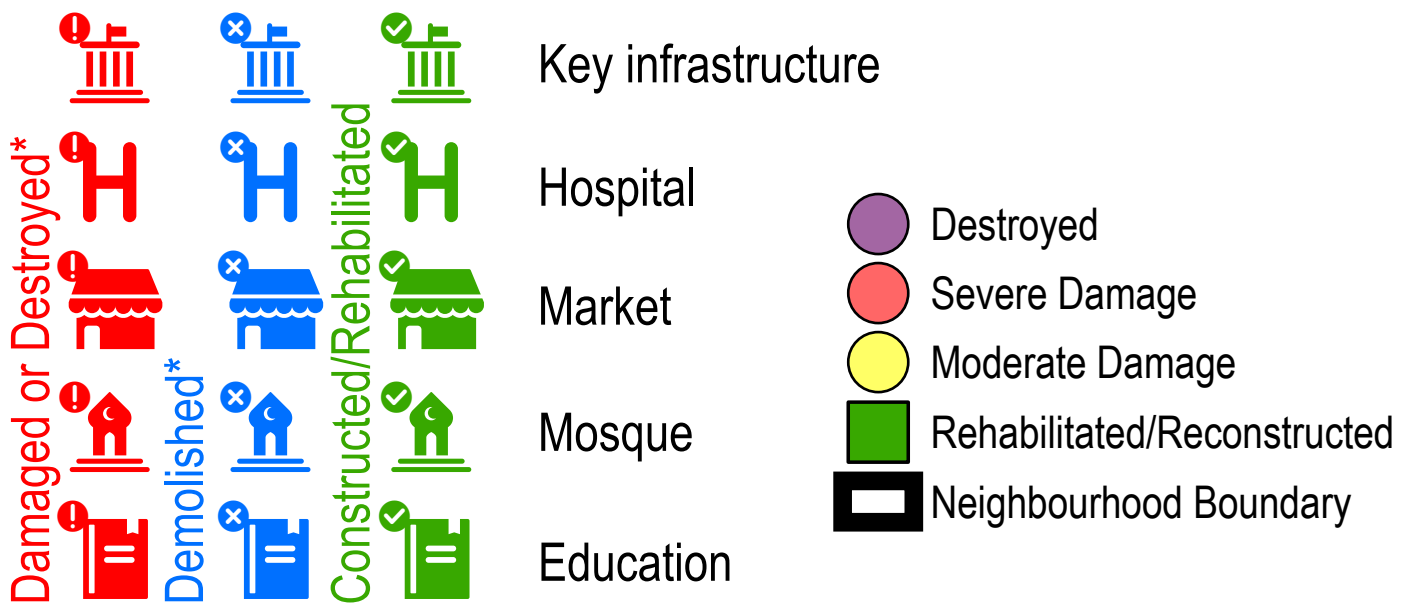 Damaged or Destroyed*
Demolished*
Constructed/Rehabilitated
Key infrastructure
Hospital
Market
Mosque
Education
Destroyed
Severe Damage
Moderate Damage
Rehabilitated/Reconstructed
Neighbourhood Boundary